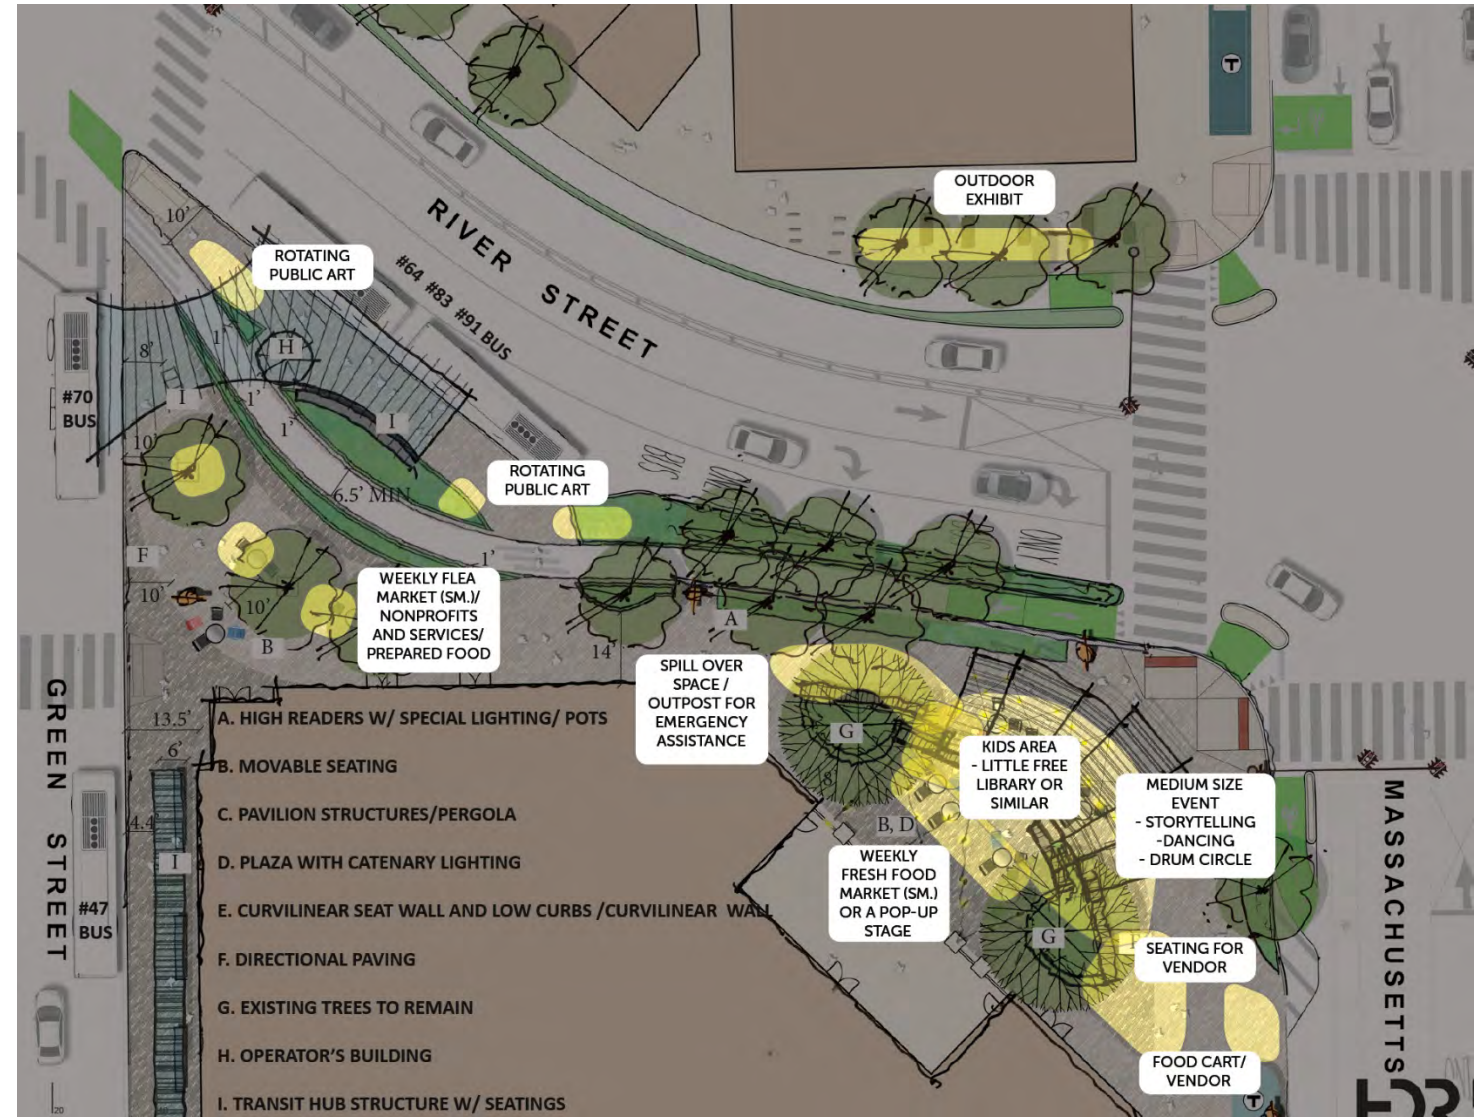 OUTDOOR
EXHIBIT
T
10'
ROTATING
PUBLIC ART
RIVER STREET
#64 #83 #91 BUS
H
1'
8'
#70
BUS
I
1'
1'
I
10'
6.5' MIN
ROTATING
PUBLIC ART
BUS
ONLY
ONLY
F
1'
10'
10'
B
WEEKLY FLEA
MARKET (SM.)/
NONPROFITS
AND SERVICES/
PREPARED FOOD
A
14'
SPILL OVER
SPACE /
OUTPOST FOR
EMERGENCY
ASSISTANCE
G
KIDS AREA
- LITTLE FREE
LIBRARY OR
SIMILAR
MEDIUM SIZE
EVENT
- STORYTELLING
-DANCING
- DRUM CIRCLE
8'
B, D
WEEKLY
FRESH FOOD
MARKET (SM.)
OR A POP-UP
STAGE
G
SEATING FOR
VENDOR
FOOD CART/
VENDOR
T
MASSACHUSETTS
GREEN STREET
13.5'
6'
4.4
I
#47
BUS
A. HIGH READERS W/ SPECIAL LIGHTING/ POTS
B. MOVABLE SEATING
C. PAVILION STRUCTURES/PERGOLA
D. PLAZA WITH CATENARY LIGHTING
E. CURVILINEAR SEAT WALL AND LOW CURBS /CURVILINEAR WALL
F. DIRECTIONAL PAVING
G. EXISTING TREES TO REMAIN
H. OPERATOR'S BUILDING
I. TRANSIT HUB STRUCTURE W/ SEATINGS
20
HDR